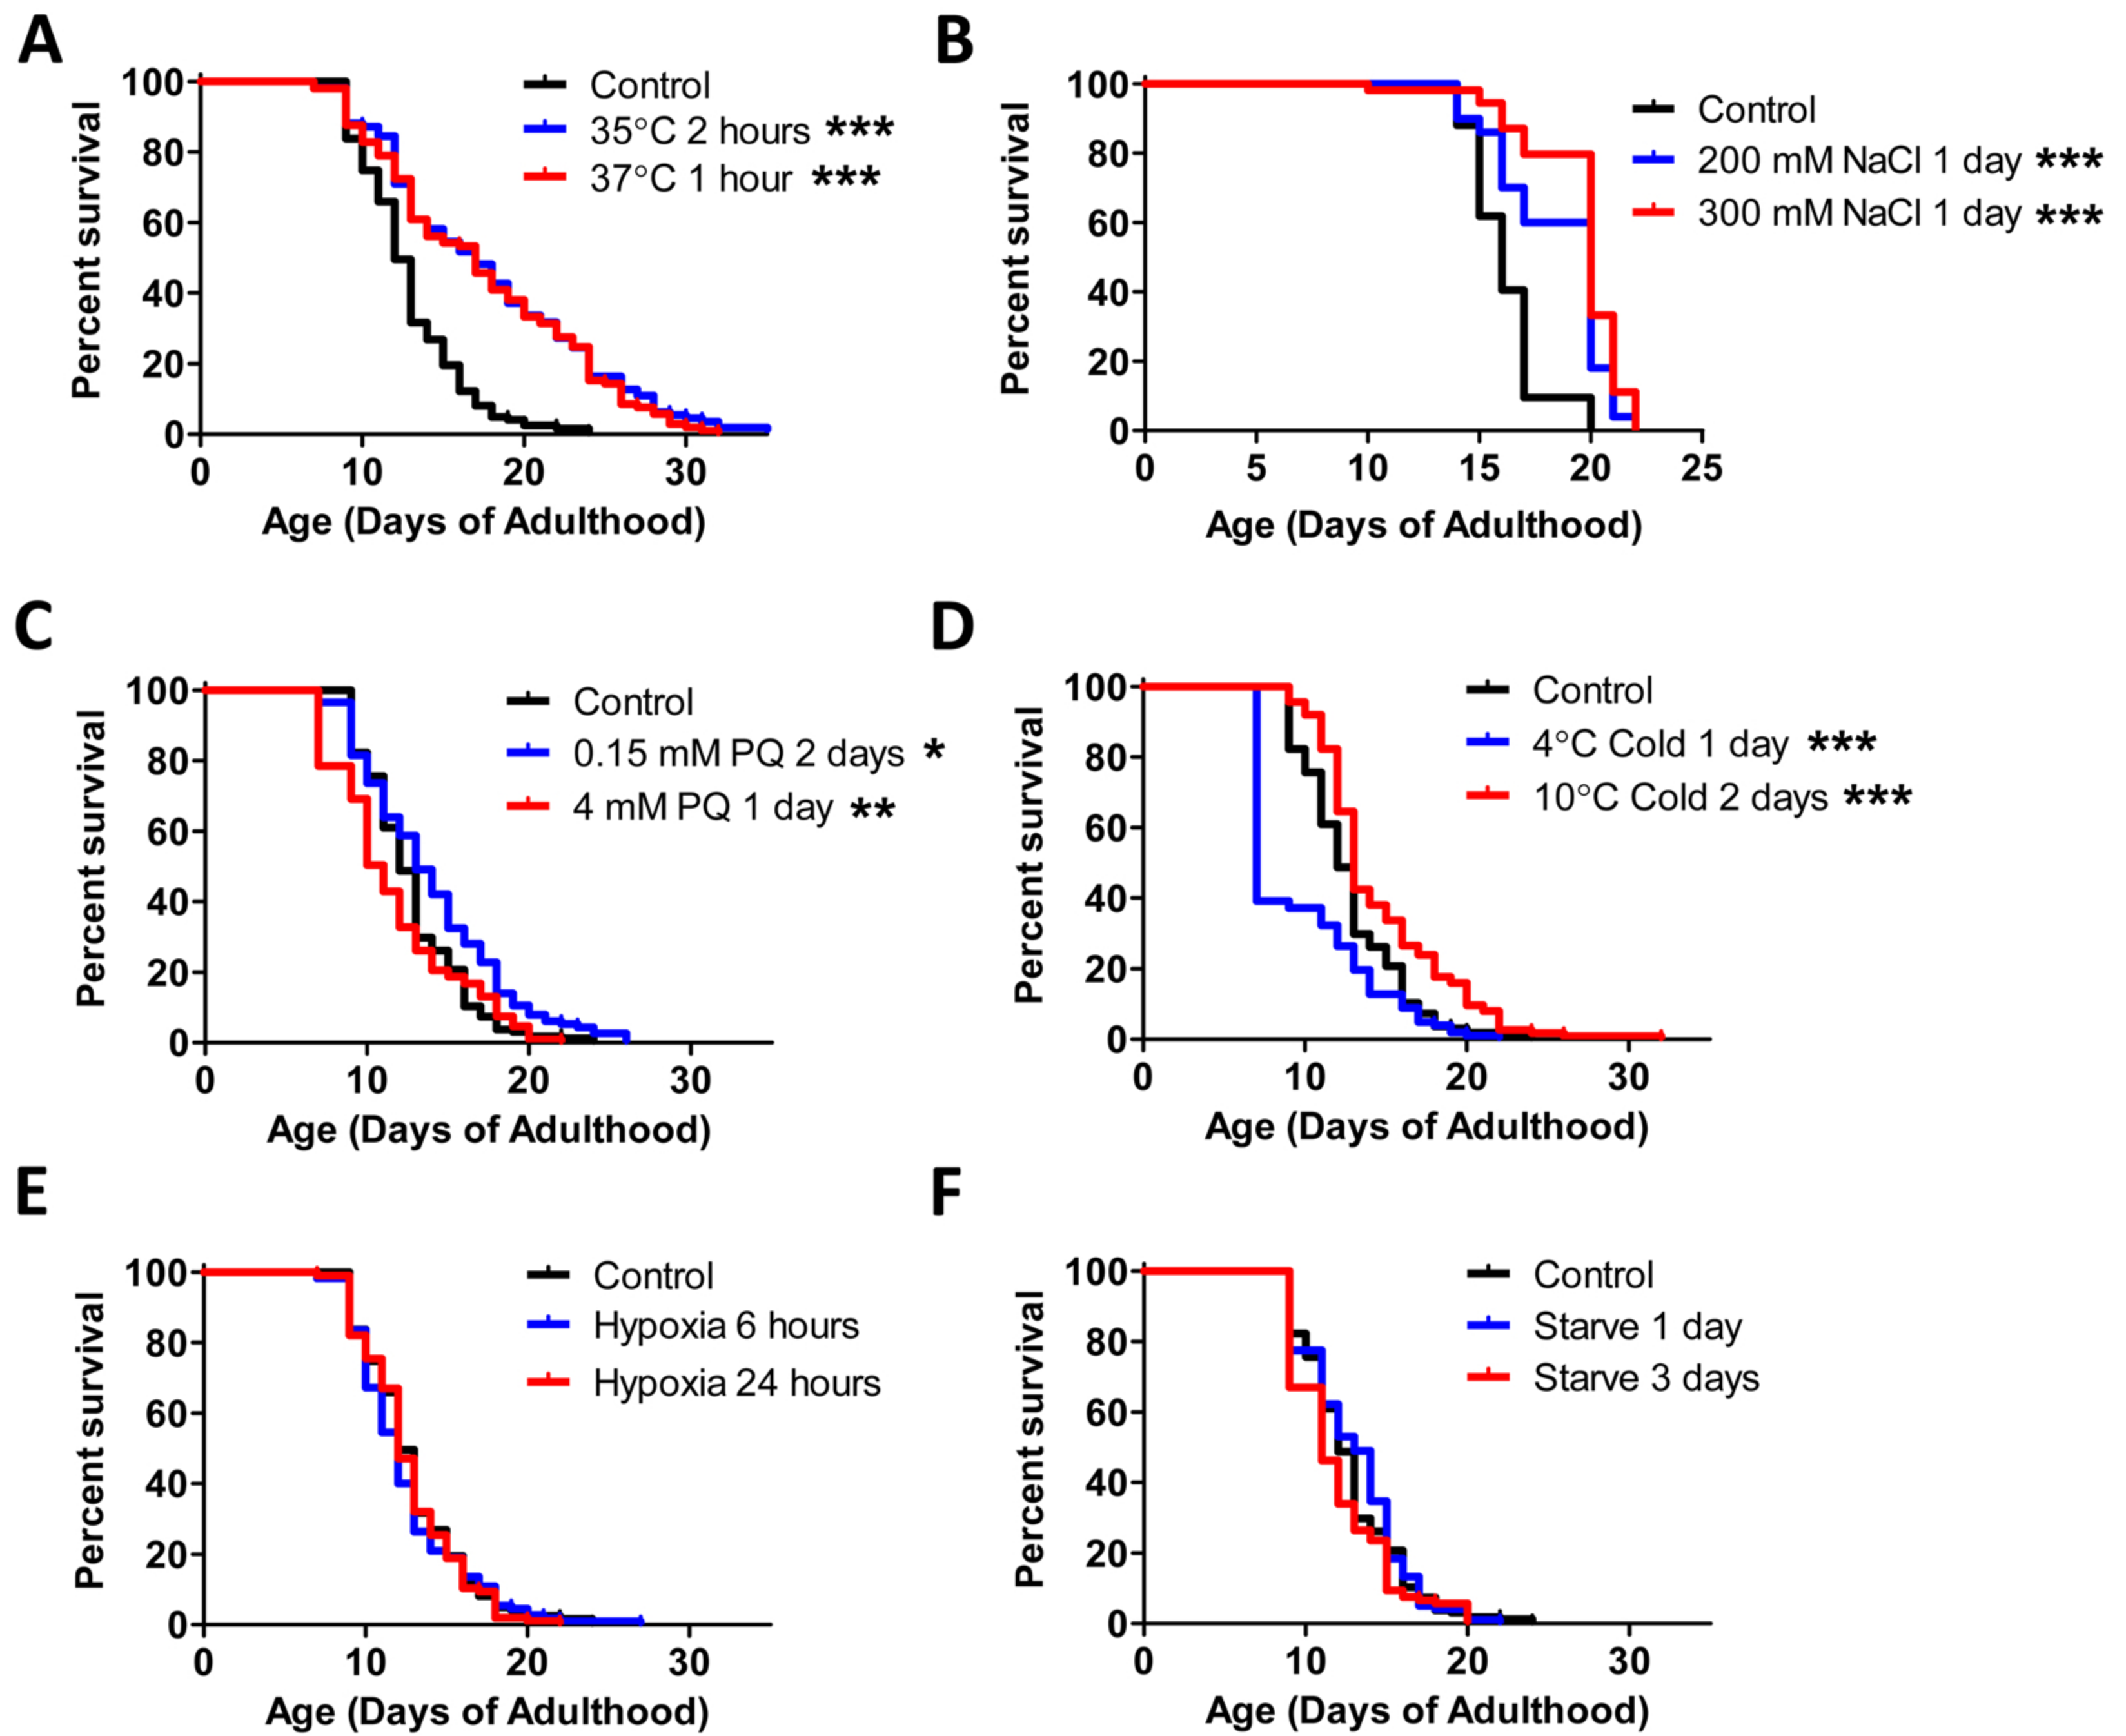 A
Percent survival
100
80
60
40
20
0
0 10 20 30
Age (Days of Adulthood)
Control
35°C 2 hours ***
37°C 1 hour ***
B
Percent survival
100
80
60
40
20
0
0 5 10 15 20 25
Age (Days of Adulthood)
Control
200 mM NaCl 1 day ***
300 mM NaCl 1 day ***
C
Percent survival
100
80
60
40
20
0
0 10 20 30
Age (Days of Adulthood)
Control
0.15 mM PQ 2 days *
4 mM PQ 1 day **
D
Percent survival
100
80
60
40
20
0
0 10 20 30
Age (Days of Adulthood)
Control
4°C Cold 1 day ***
10°C Cold 2 days ***
E
Percent survival
100
80
60
40
20
0
0 10 20 30
Age (Days of Adulthood)
Control
Hypoxia 6 hours
Hypoxia 24 hours
F
Percent survival
100
80
60
40
20
0
0 10 20 30
Age (Days of Adulthood)
Control
Starve 1 day
Starve 3 days